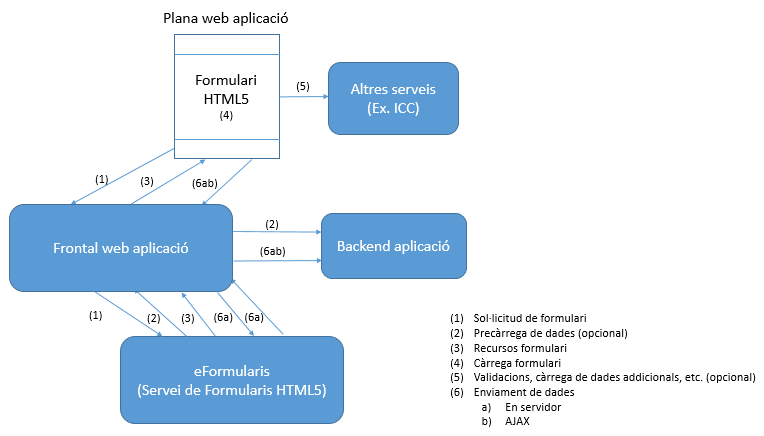 Plana web aplicació
Formulari
HTML5
(4)
(5)
Altres serveis
(Ex. ICC)
(1)
(3)
(6ab)
Frontal web aplicació
(2)
(6ab)
Backend aplicació
(1)
(2)
(3)
(6a)
(6a)
eFormularis
(Servei de Formularis HTML5)
(1) Sol·licitud de formulari
(2) Precàrrega de dades (opcional)
(3) Recursos formulari
(4) Càrrega formulari
(5) Validacions, càrrega de dades addicionals, etc. (opcional)
(6) Enviament de dades
a) En servidor
b) AJAX